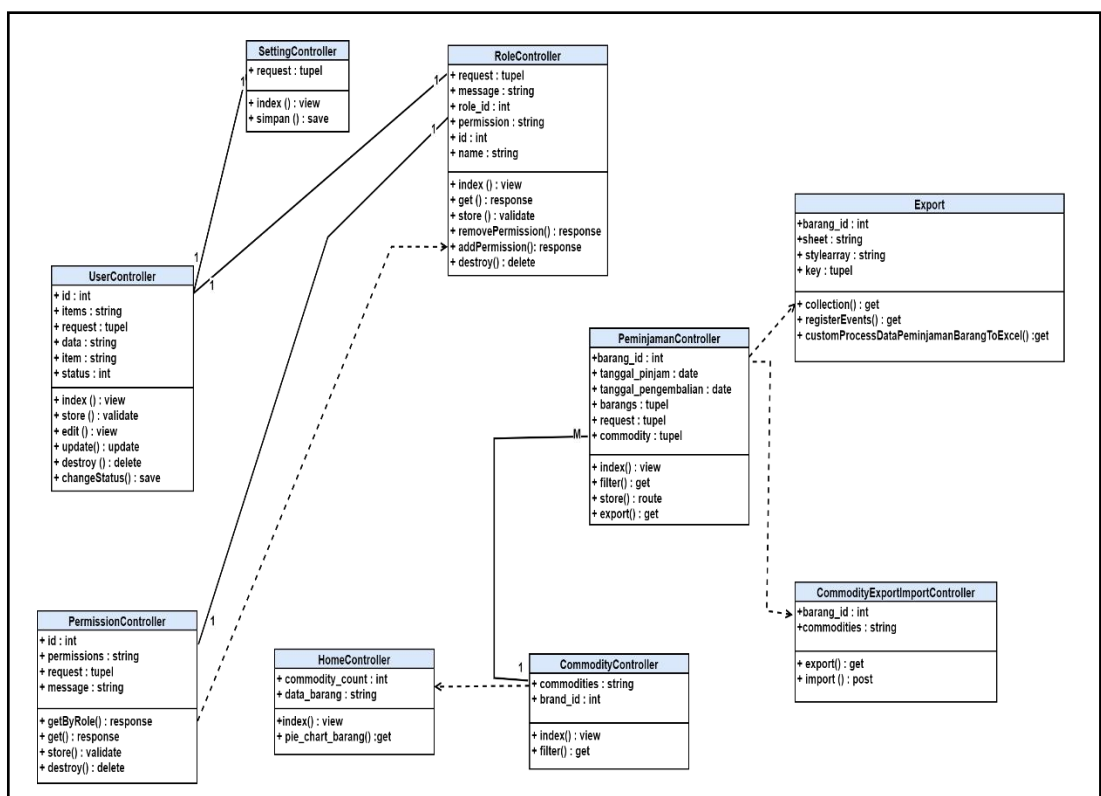 SettingController
+ request : tupel
+ index () : view
+ simpan () : save
1
1
RoleController
+ request : tupel
+ message : string
+ role_id : int
+ permission : string
+ id : int
+ name : string
+ index () : view
+ get () : response
+ store () : validate
+ removePermission() : response
+ addPermission(): response
+ destroy() : delete
1
1
1
1
UserController
+ id : int
+ items : string
+ request : tupel
+ data : string
+ item : string
+ status : int
+ index () : view
+ store () : validate
+ edit () : view
+ update() : update
+ destroy () : delete
+ changeStatus() : save
Export
+barang_id : int
+sheet : string
+ stylearray : string
+ key : tupel
+ collection() : get
+ registerEvents() : get
+ customProcessDataPeminjamanBarangToExcel() :get
PeminjamanController
+barang_id : int
+ tanggal_pinjam : date
+ tanggal_pengembalian : date
+ barangs : tupel
+ request : tupel
+ commodity : tupel
+ index() : view
+ filter() : get
+ store() : route
+ export() : get
M
1
CommodityExportImportController
+barang_id : int
+commodities : string
+ export() : get
+ import () : post
PermissionController
+ id : int
+ permissions : string
+ request : tupel
+ message : string
+ getByRole() : response
+ get() : response
+ store() : validate
+ destroy() : delete
HomeController
+ commodity_count : int
+ data_barang : string
+index() : view
+ pie_chart_barang() :get
CommodityController
+ commodities : string
+ brand_id : int
+ index() : view
+ filter() : get